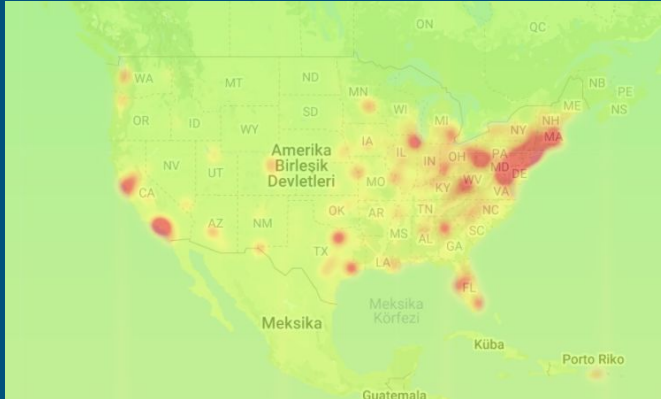 ON
QC
WA
MT
ND
MN
NB
PE
ME
NS
OR
ID
SD
WI
MI
NH
WY
NY
MA
NV
UT
Amerika
Birleşik
Devletleri
IA
IL
IN
OH
PA
MD
DE
CA
MO
KY
WV
VA
AZ
NM
OK
AR
TN
NC
SC
MS
AL
GA
TX
LA
FL
Meksika
Meksika
Körfezi
Küba
Porto Riko
Guatemala